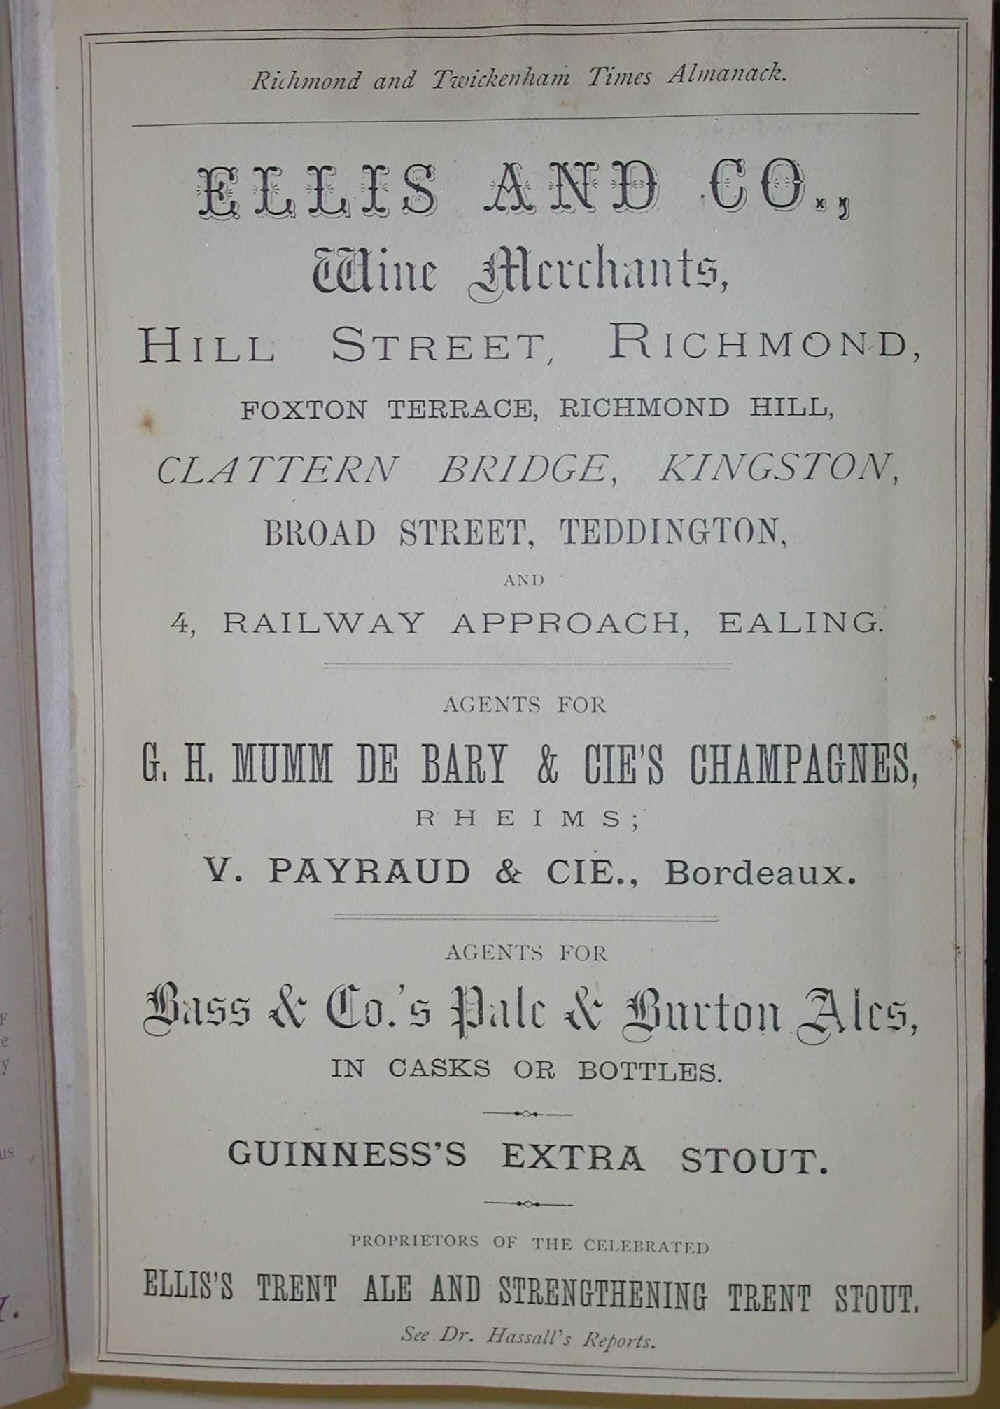 Richmond and Twickenham Times Almanack.
ELLIS AND CO.,
Wine Merchants,
HILL STREET, RICHMOND,
FOXTON TERRACE, RICHMOND HILL,
CLATTERN BRIDGE, KINGSTON,
BROAD STREET, TEDDINGTON,
AND
4, RAILWAY APPROACH, EALING.
AGENTS FOR
G. H. MUMM DE BARY & CIE'S CHAMPAGNES,
RHEIMS;
V. PAYRAUD & CIE., Bordeaux.
AGENTS FOR
Bass & Co.'s Pale & Burton Ales,
IN CASKS OR BOTTLES.
GUINNESS'S EXTRA STOUT.
PROPRIETORS OF THE CELEBRATED
ELLIS'S TRENT ALE AND STRENGTHENING TRENT STOUT.
See Dr. Hassall's Reports.